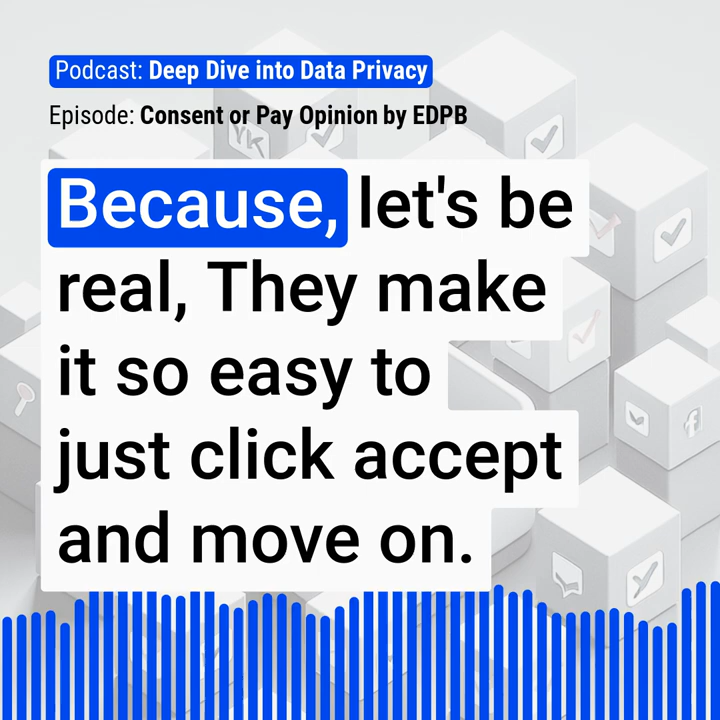 Podcast: Deep Dive into Data Privacy
Episode: Consent or Pay Opinion by EDPB
Because, let's be
real, They make
it so easy to
just click accept
and move on.